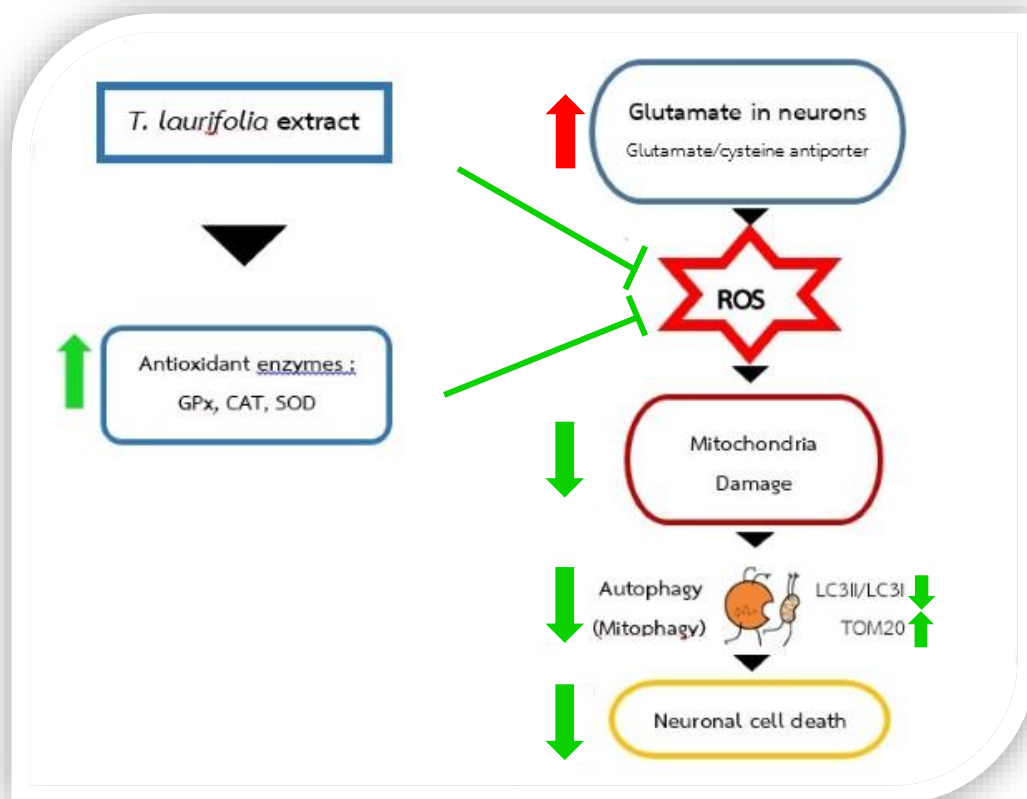 T. laurifolia extract
Antioxidant enzymes :
GPx, CAT, SOD
Glutamate in neurons
Glutamate/cysteine antiporter
ROS
Mitochondria
Damage
Autophagy
(Mitophagy)
LC3II/LC3I
TOM20
Neuronal cell death